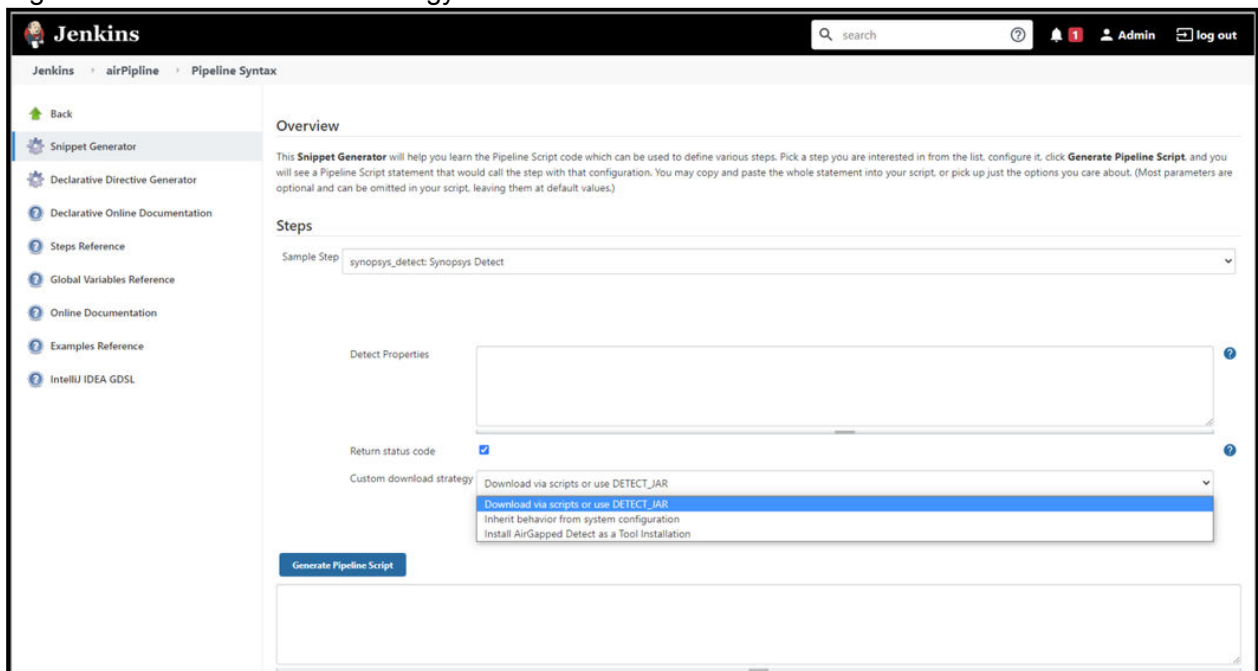 Jenkins
search
1
Admin
log out
Jenkins
airPipline
Pipeline Syntax
Back
Snippet Generator
Declarative Directive Generator
Declarative Online Documentation
Steps Reference
Global Variables Reference
Online Documentation
Examples Reference
IntelliJ IDEA GDSL
Overview
This Snippet Generator will help you learn the Pipeline Script code which can be used to define various steps. Pick a step you are interested in from the list, configure it, click Generate Pipeline Script, and you
will see a Pipeline Script statement that would call the step with that configuration. You may copy and paste the whole statement into your script, or pick up just the options you care about. (Most parameters are
optional and can be omitted in your script, leaving them at default values.)
Steps
Sample Step
synopsys_detect: Synopsys Detect
Detect Properties
Return status code
Custom download strategy
Download via scripts or use DETECT_JAR
Download via scripts or use DETECT_JAR
Inherit behavior from system configuration
Install AirGapped Detect as a Tool Installation
Generate Pipeline Script